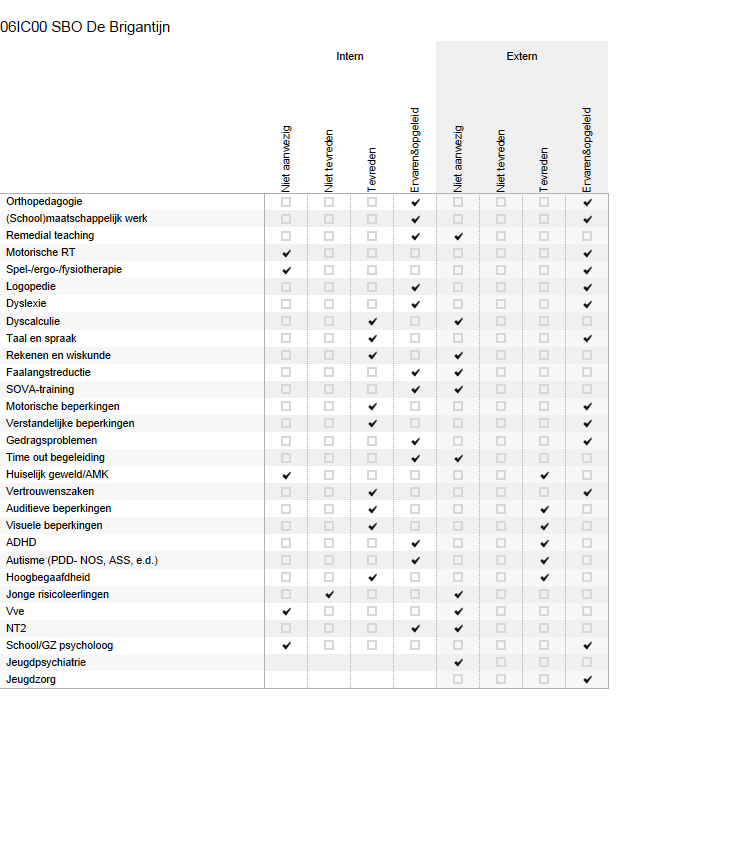 06IC00 SBO De Brigantijn
Intern Extern
Niet aanwezig Niet tevreden Tevreden Ervaren&opgeleid Niet aanwezig Niet tevreden Tevreden Ervaren&opgeleid
Orthopedagogie
(School)maatschappelijk werk
Remedial teaching
Motorische RT
Spel-/ergo-/fysiotherapie
Logopedie
Dyslexie
Dyscalculie
Taal en spraak
Rekenen en wiskunde
Faalangstreductie
SOVA-training
Motorische beperkingen
Verstandelijke beperkingen
Gedragsproblemen
Time out begeleiding
Huiselijk geweld/AMK
Vertrouwenszaken
Auditieve beperkingen
Visuele beperkingen
ADHD
Autisme (PDD- NOS, ASS, e.d.)
Hoogbegaafdheid
Jonge risicoleerlingen
Vve
NT2
School/GZ psycholoog
Jeugdpsychiatrie
Jeugdzorg